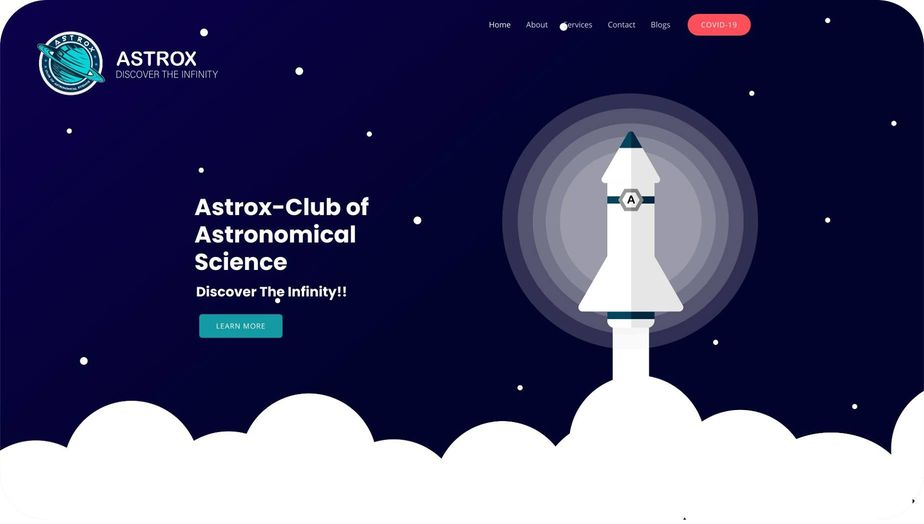 Home About Services Contact Blogs COVID-19
ASTROX
ASTROX
DISCOVER THE INFINITY
A
Astrox-Club of
Astronomical
Science
Discover The Infinity!!
LEARN MORE